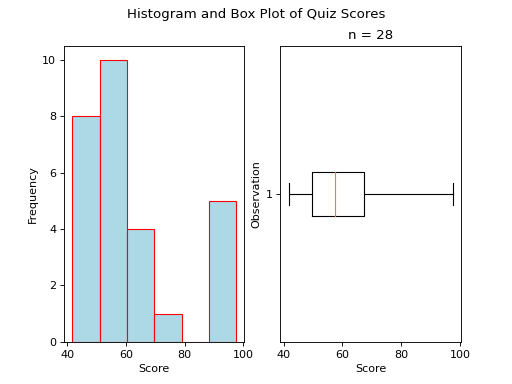 Histogram and Box Plot of Quiz Scores
Frequency
10
8
6
4
2
0
40 60 80 100
Score
n = 28
Observation
1
40 60 80 100
Score